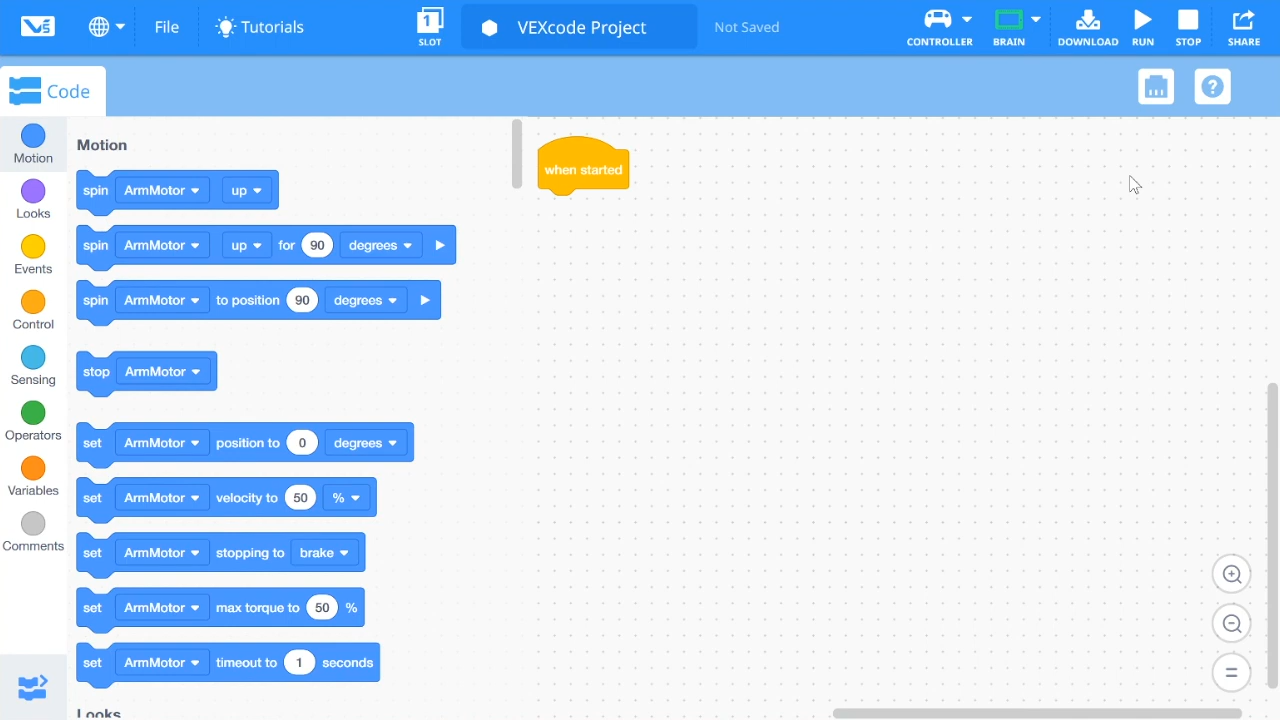 VS
File
Tutorials
1
SLOT
VEXcode Project
Not Saved
CONTROLLER
BRAIN
DOWNLOAD
RUN
STOP
SHARE
Code
?
Motion
Looks
Events
Control
Sensing
Operators
Variables
Comments
Motion
spin ArmMotor up
spin ArmMotor up for 90 degrees
spin ArmMotor to position 90 degrees
stop ArmMotor
set ArmMotor position to 0 degrees
set ArmMotor velocity to 50 %
set ArmMotor stopping to brake
set ArmMotor max torque to 50 %
set ArmMotor timeout to 1 seconds
Looks
when started